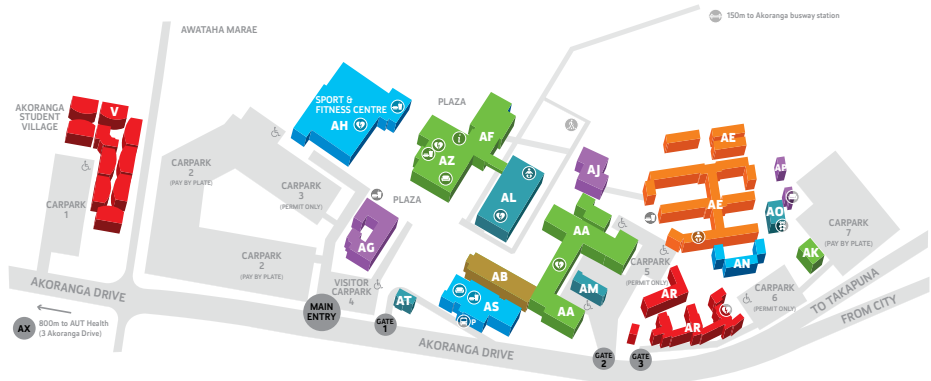 150m to Akoranga busway station
AWATAHA MARAE
AKORANGA
STUDENT
VILLAGE
V
CARPARK
1
CARPARK
2
(PAY BY PLATE)
SPORT &
FITNESS CENTRE
AH
CARPARK
3
(PERMIT ONLY)
CARPARK
2
(PAY BY PLATE)
PLAZA
AF
AZ
i
PLAZA
AG
AL
AJ
AE
AE
AP
AO
AN
AK
CARPARK
7
(PAY BY PLATE)
AA
AB
AM
AA
AS
P
AT
VISITOR
CARPARK
4
CARPARK
5
(PERMIT ONLY)
AR
AR
CARPARK
6
(PERMIT ONLY)
TO TAKAPUNA
FROM CITY
AKORANGA DRIVE
AX
800m to AUT Health
(3 Akoranga Drive)
MAIN
ENTRY
GATE
1
AKORANGA DRIVE
GATE
2
GATE
3